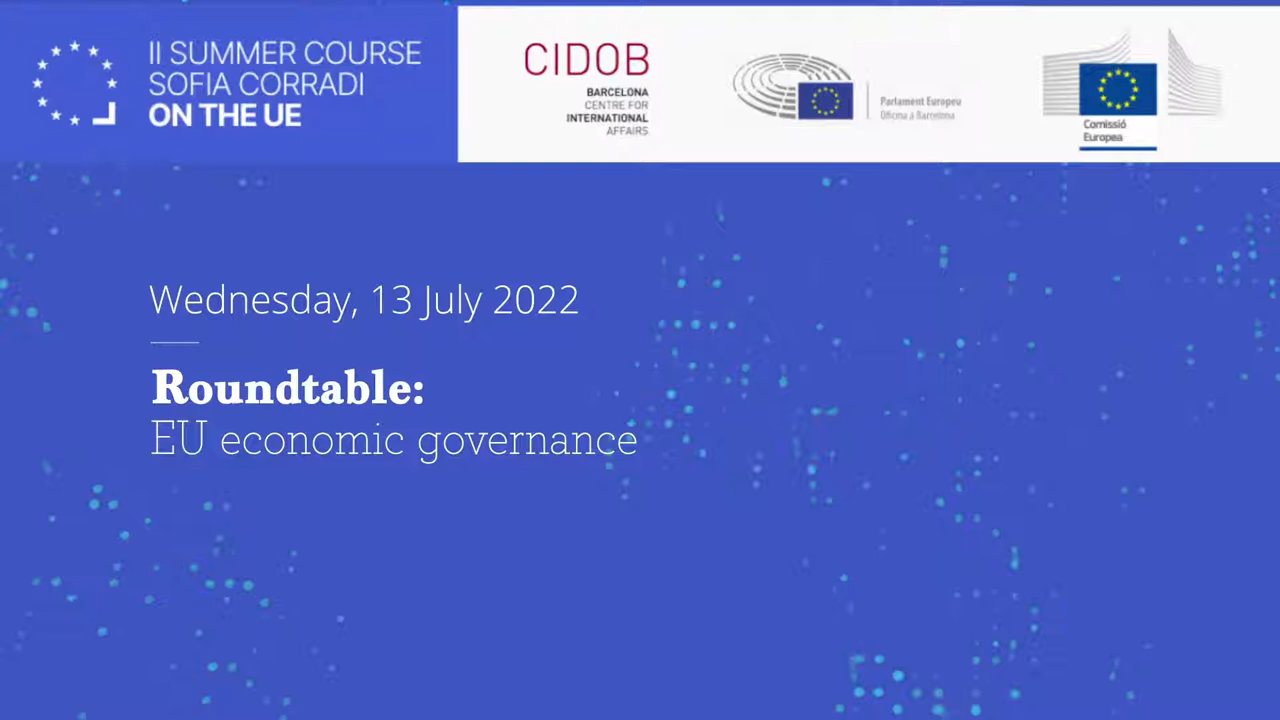 II SUMMER COURSE
SOFIA CORRADI
ON THE UE
CIDOB
BARCELONA
CENTRE FOR
INTERNATIONAL
AFFAIRS
Parlament Europeu
Oficina a Barcelona
Comissió
Europea
Wednesday, 13 July 2022
Roundtable:
EU economic governance